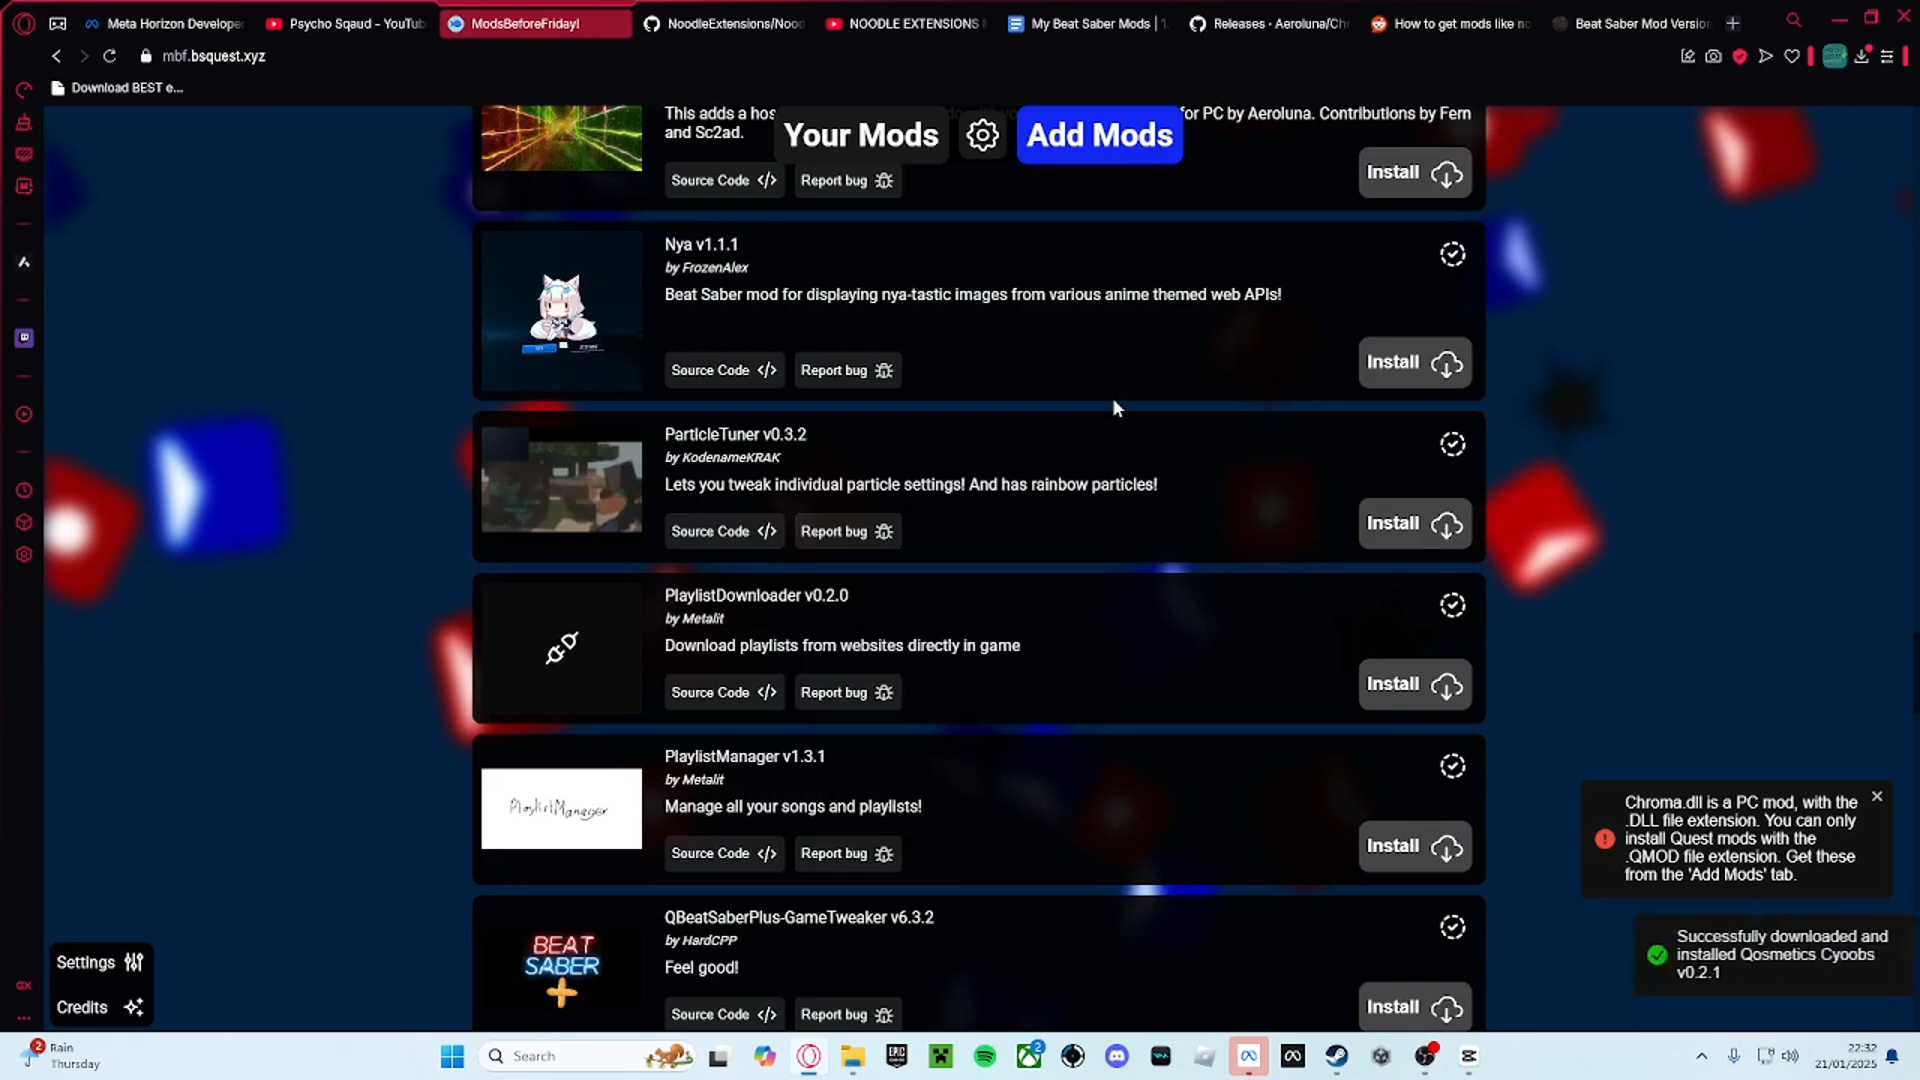 Meta Horizon Develope
Psycho Sqaud - YouTub
ModsBeforeFriday!
NoodleExtensions/Nood
NOODLE EXTENSIONS
My Beat Saber Mods | 1.
Releases · Aeroluna/Ch
How to get mods like no
Beat Saber Mod Version
mbf.bsquest.xyz
Download BEST e...
This adds a hos
for PC by Aeroluna. Contributions by Fern
and Sc2ad.
Your Mods
Add Mods
Source Code </>
Report bug
Install
Nya v1.1.1
by FrozenAlex
Beat Saber mod for displaying nya-tastic images from various anime themed web APIs!
Source Code </>
Report bug
Install
ParticleTuner v0.3.2
by KodenameKRAK
Lets you tweak individual particle settings! And has rainbow particles!
Source Code </>
Report bug
Install
PlaylistDownloader v0.2.0
by Metalit
Download playlists from websites directly in game
Source Code </>
Report bug
Install
PlaylistManager v1.3.1
by Metalit
PlaylistManager
Manage all your songs and playlists!
Source Code </>
Report bug
Install
QBeatSaberPlus-GameTweaker v6.3.2
by HardCPP
BEAT
SABER
Feel good!
Source Code </>
Report bug
Install
Chroma.dll is a PC mod, with the
.DLL file extension. You can only
install Quest mods with the
.QMOD file extension. Get these
from the 'Add Mods' tab.
Successfully downloaded and
installed Qosmetics Cyoobs
v0.2.1
Settings
Credits
GX
2
Rain
Thursday
Search
EPIC
GAMES
2
22:32
21/01/2025